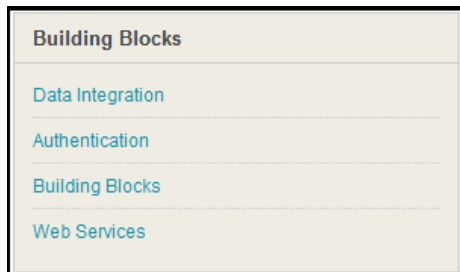 Building Blocks
Data Integration
Authentication
Building Blocks
Web Services